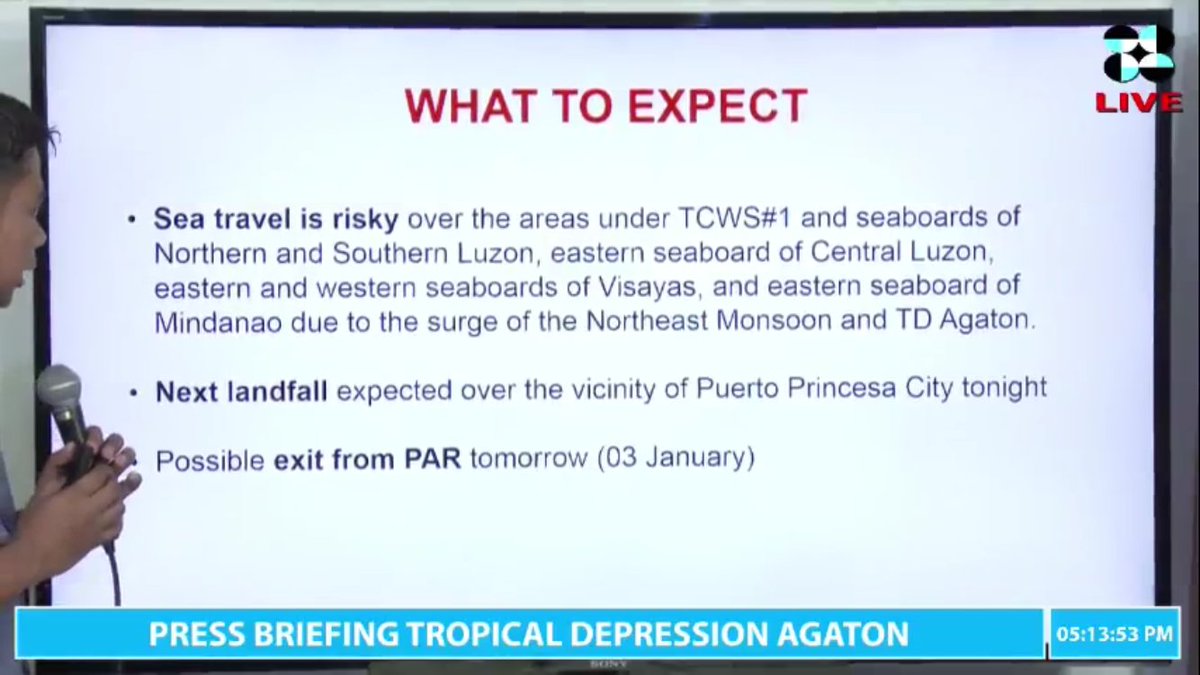 LIVE
WHAT TO EXPECT
• Sea travel is risky over the areas under TCWS#1 and seaboards of
Northern and Southern Luzon, eastern seaboard of Central Luzon,
eastern and western seaboards of Visayas, and eastern seaboard of
Mindanao due to the surge of the Northeast Monsoon and TD Agaton.
• Next landfall expected over the vicinity of Puerto Princesa City tonight
• Possible exit from PAR tomorrow (03 January)
PRESS BRIEFING TROPICAL DEPRESSION AGATON
05:13:53 PM
SONY